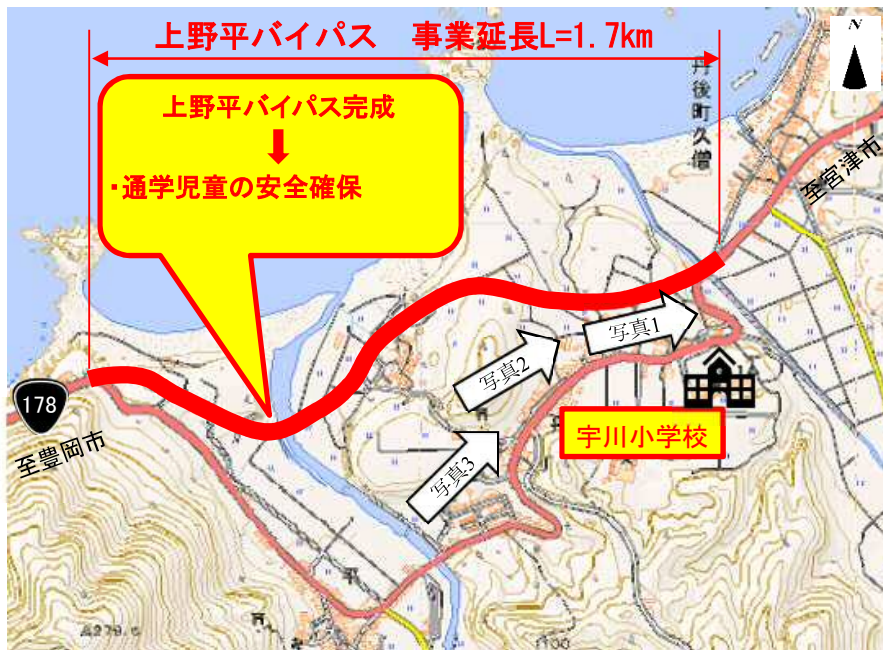 上野平バイパス　事業延長L=1.7km
N
上野平バイパス完成
・通学児童の安全確保
丹後町久僧
至宮津市
写真1
写真2
写真3
178
至豊岡市
宇川小学校
平